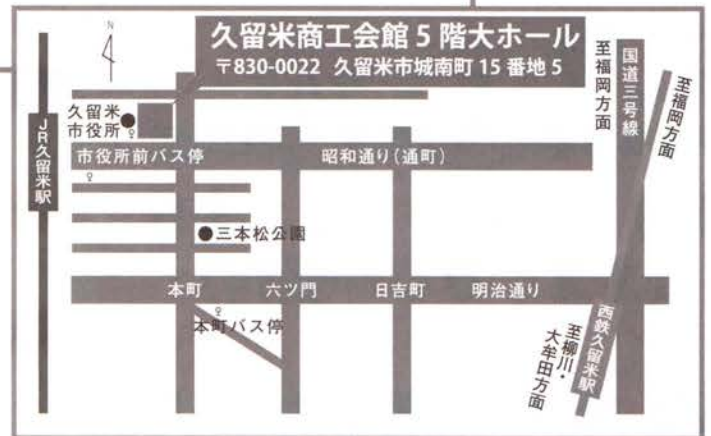 N
久留米商工会館 5 階大ホール
〒830-0022 久留米市城南町 15 番地 5
至福岡方面
国道三号線
至福岡方面
久留米
市役所
JR久留米駅
市役所前バス停
昭和通り(通町)
三本松公園
本町
六ツ門
日吉町
明治通り
本町バス停
西鉄久留米駅
至柳川・
大牟田方面